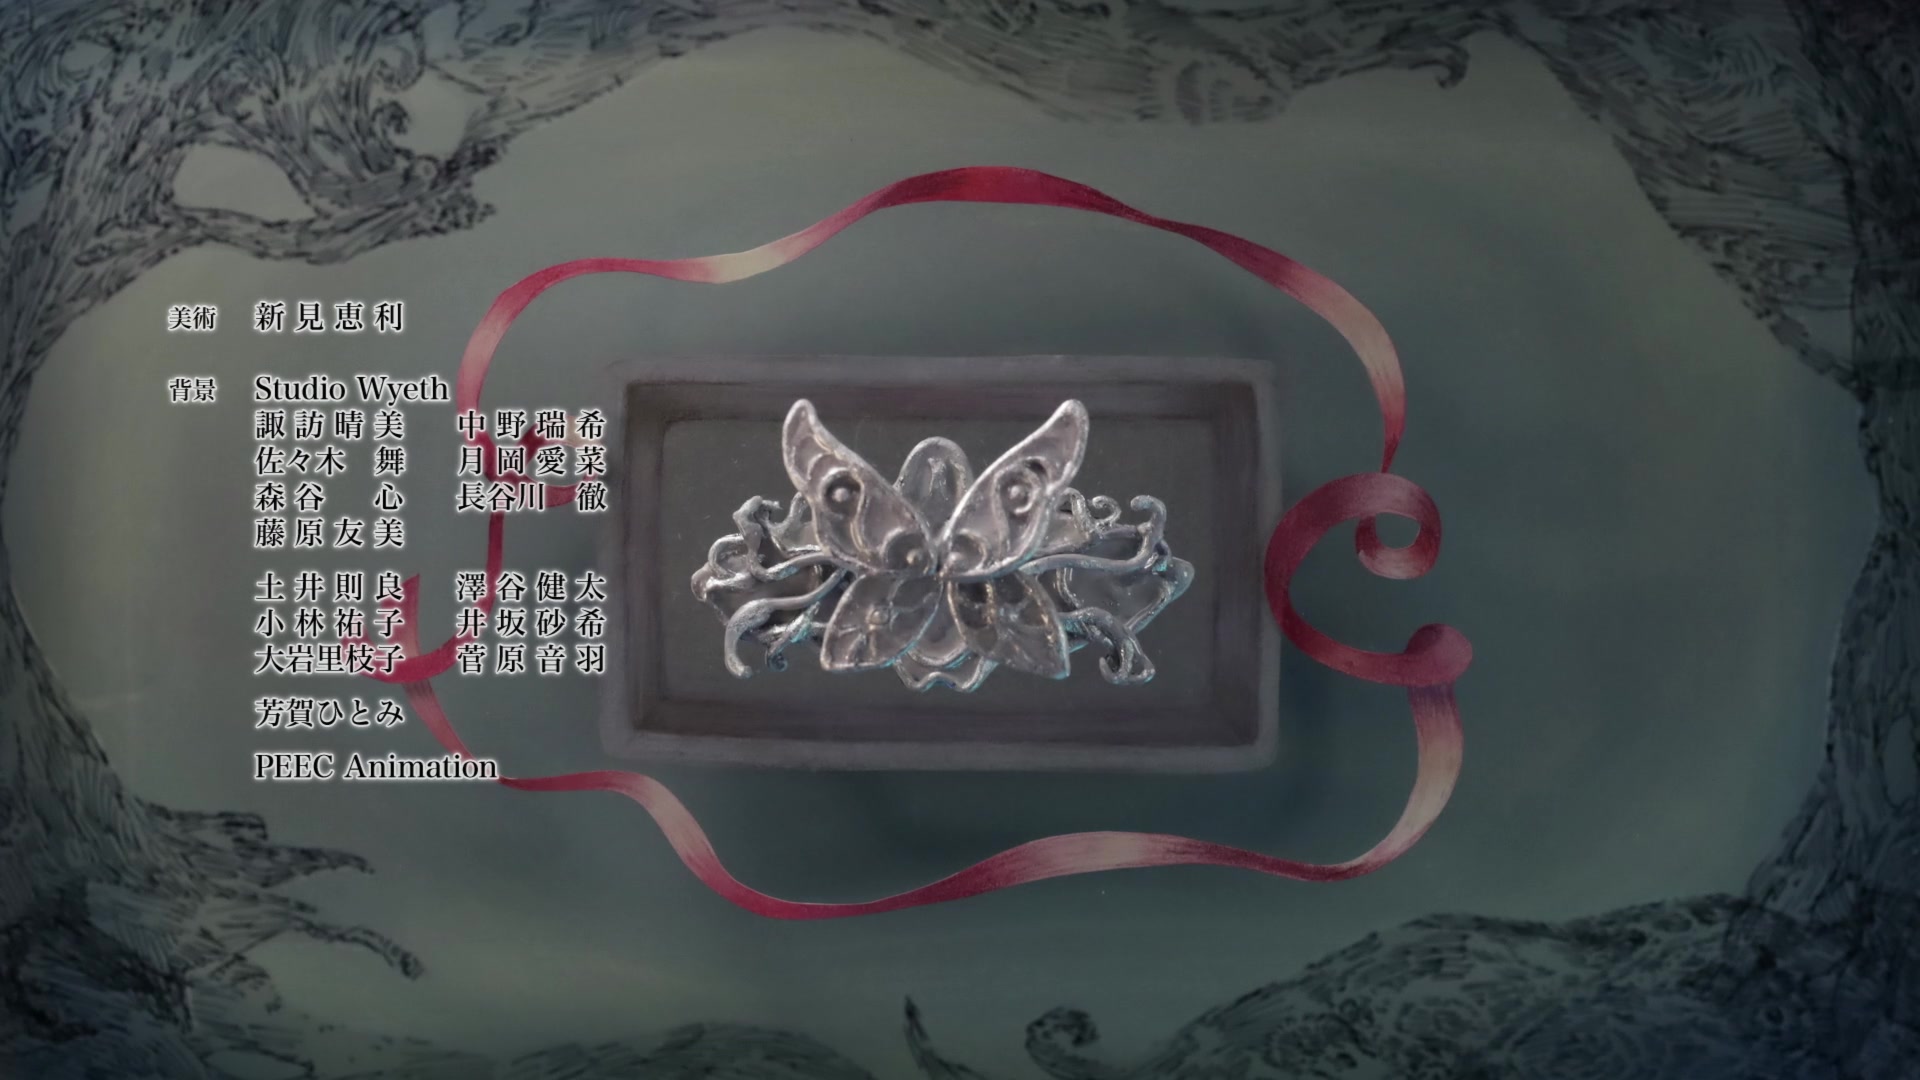 美術 新見恵利
背景 Studio Wyeth
諏訪晴美 中野瑞希
佐々木 舞 月岡愛菜
森谷 心 長谷川 徹
藤原友美
土井則良 澤谷健太
小林祐子 井坂砂希
大岩里枝子 菅原音羽
芳賀ひとみ
PEEC Animation